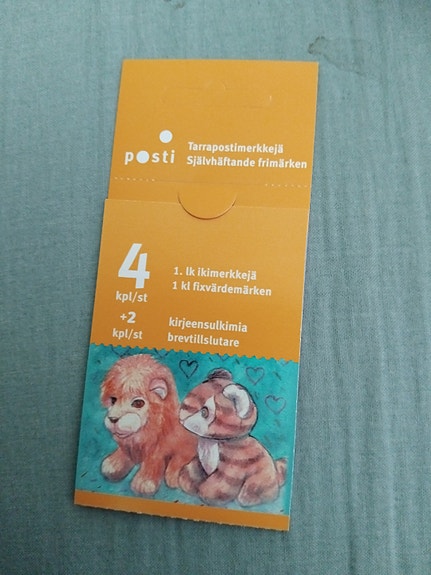 posti
Tarrapostimerkkejä
Självhäftande frimärken
4
kpl/st
1. lk ikimerkkejä
1 kl fixvärdemärken
+2
kpl/st
kirjeensulkimia
brevtillslutare